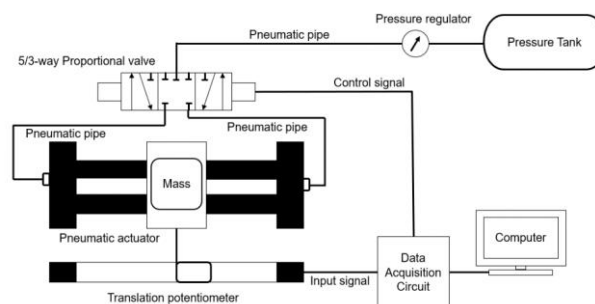 Pressure regulator
Pneumatic pipe
Pressure Tank
5/3-way Proportional valve
Control signal
Pneumatic pipe
Pneumatic pipe
Mass
Pneumatic actuator
Data
Acquisition
Circuit
Computer
Input signal
Translation potentiometer